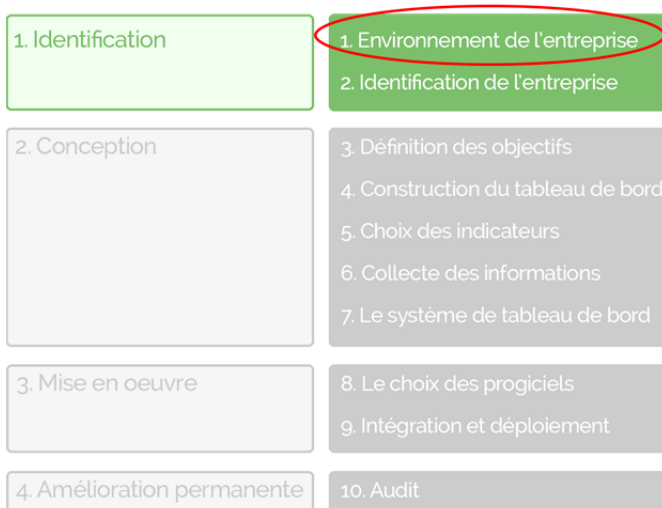 1. Identification
1. Environnement de l'entreprise
2. Identification de l'entreprise
2. Conception
3. Définition des objectifs
4. Construction du tableau de bord
5. Choix des indicateurs
6. Collecte des informations
7. Le système de tableau de bord
3. Mise en oeuvre
8. Le choix des progiciels
9. Intégration et déploiement
4. Amélioration permanente
10. Audit